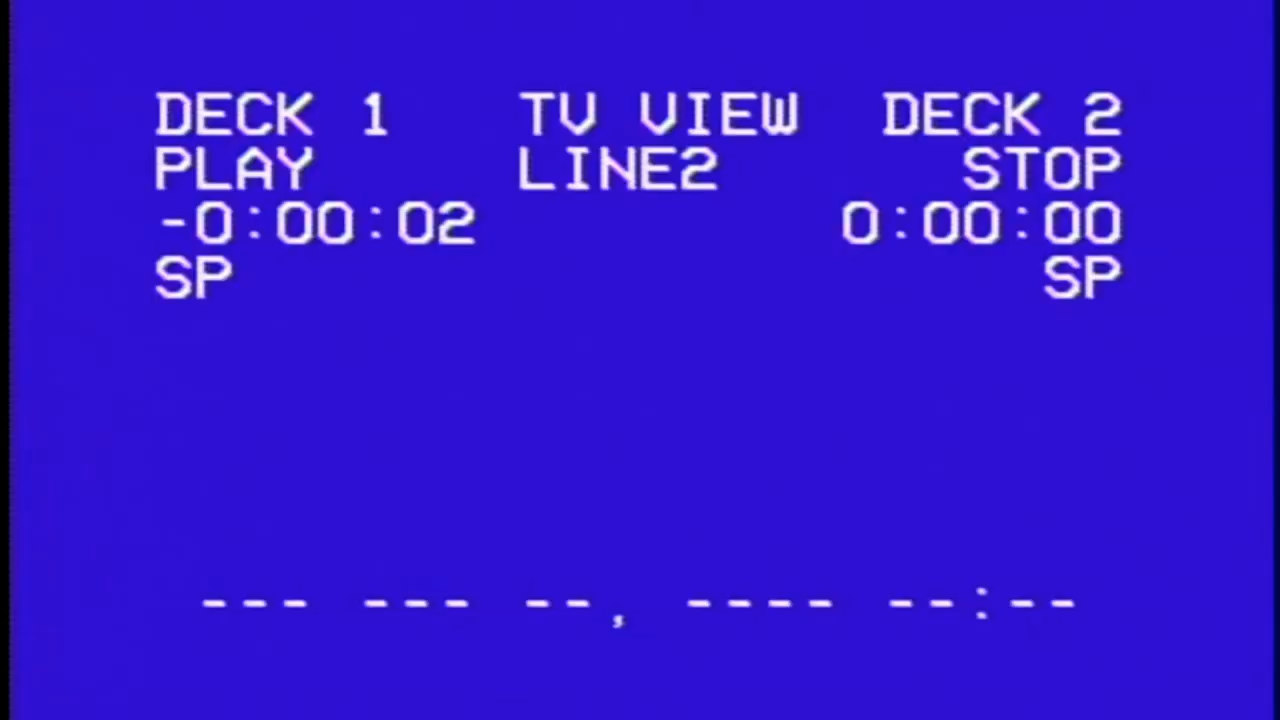 DECK 1 TV VIEW DECK 2
PLAY LINE2 STOP
-0:00:02 0:00:00
SP SP
--- --- --, ---- --:--